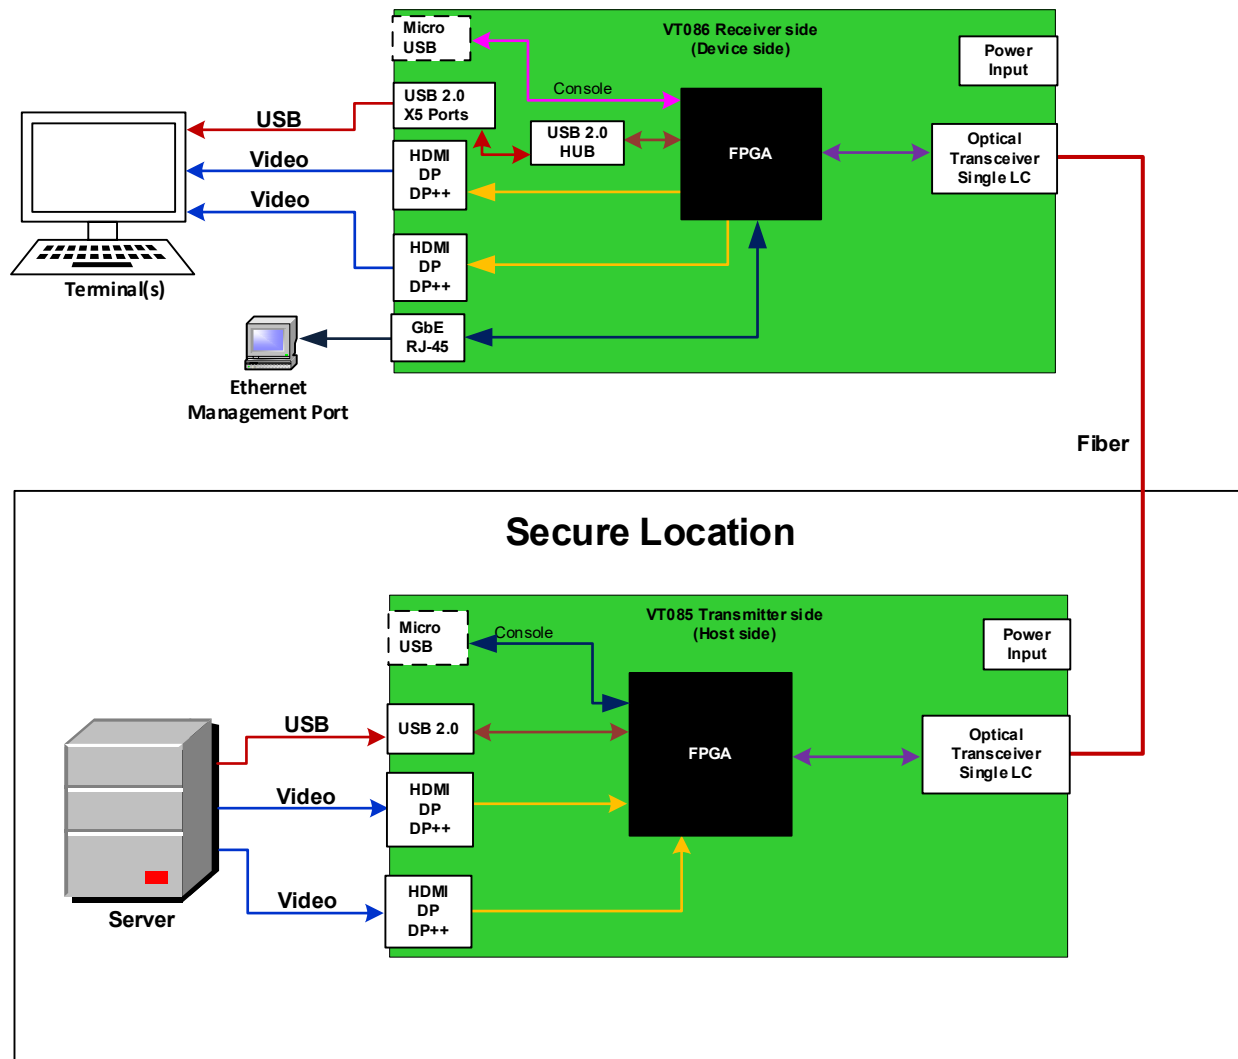 Micro
USB
VT086 Receiver side
(Device side)
Power
Input
Console
USB 2.0
X5 Ports
USB
USB 2.0
HUB
FPGA
Optical
Transceiver
Single LC
Video
HDMI
DP
DP++
Video
HDMI
DP
DP++
Terminal(s)
GbE
RJ-45
Ethernet
Management Port
Fiber
Secure Location
VT085 Transmitter side
(Host side)
Micro
USB
Console
Power
Input
USB
USB 2.0
FPGA
Optical
Transceiver
Single LC
Video
HDMI
DP
DP++
Video
HDMI
DP
DP++
Server